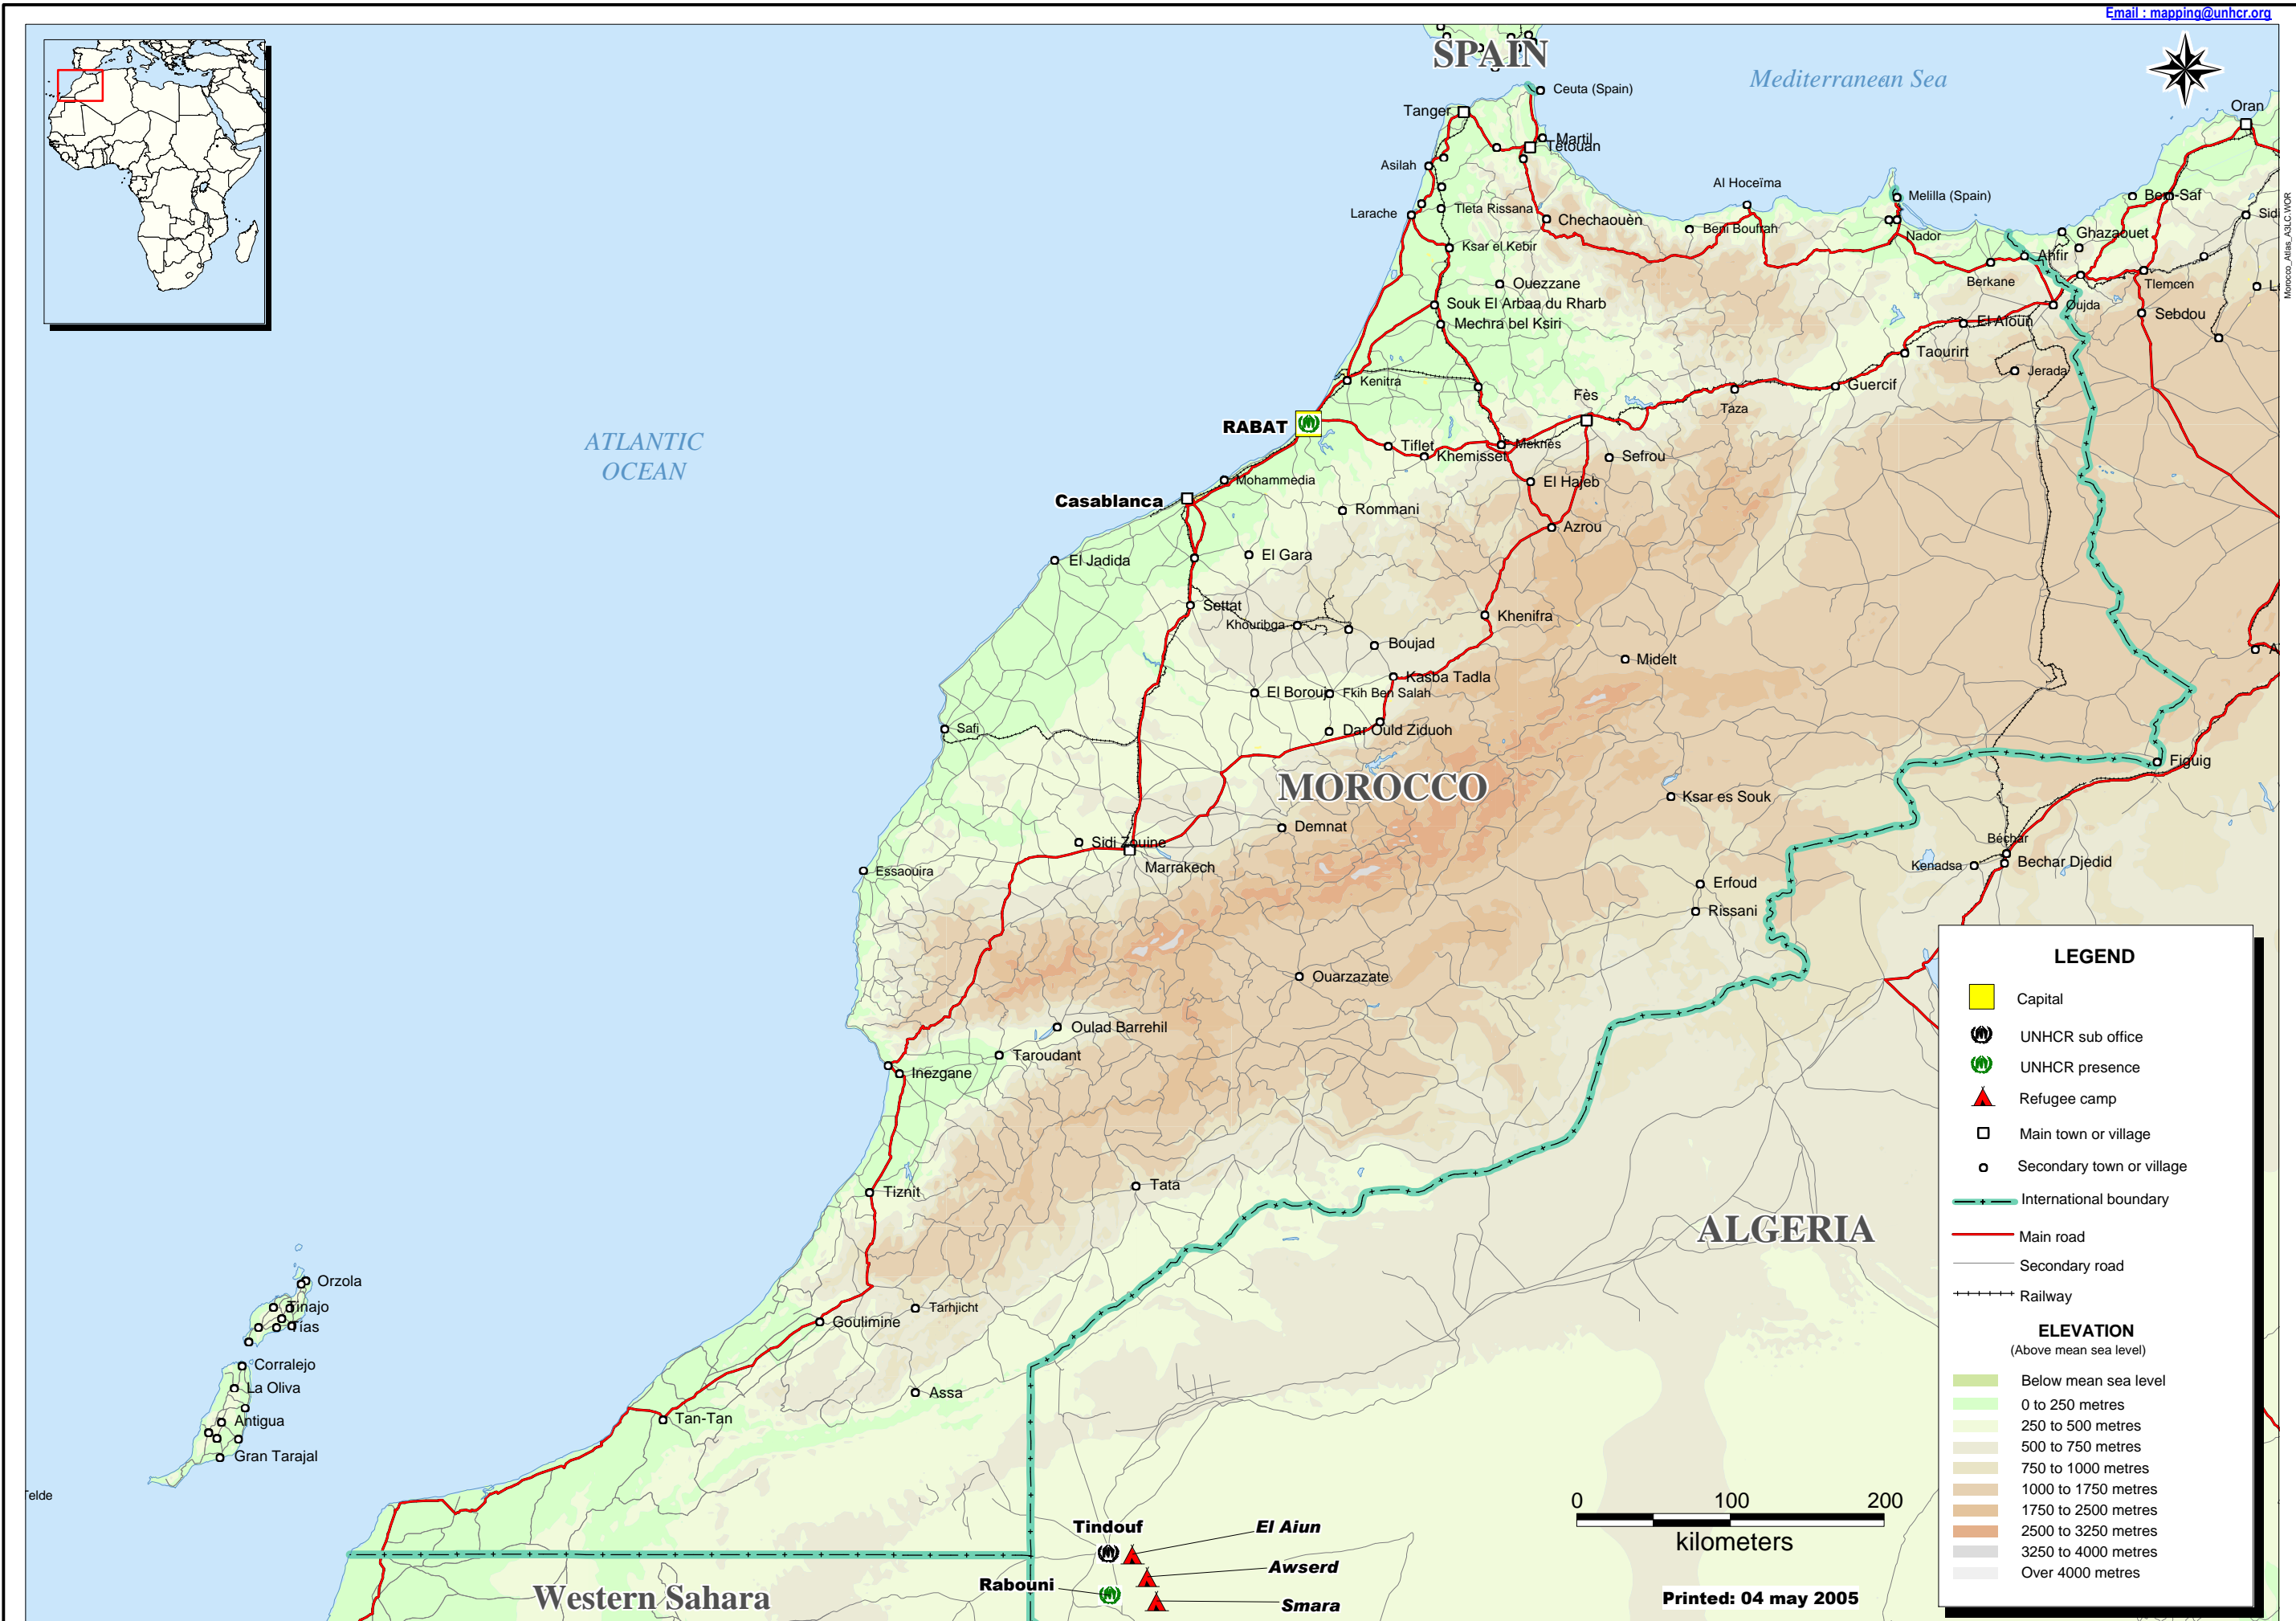 Email : mapping@unhcr.org
SPAIN
Mediterranean Sea
Ceuta (Spain)
Tanger
Martil
Tétouan
Oran
Asilah
Al Hoceïma
Melilla (Spain)
Beni-Saf
Larache
Tleta Rissana
Chechaouèn
Beni Boufrah
Nador
Ghazaouet
Ksar el Kebir
Ahfir
Berkane
Tlemcen
Ouezzane
Souk El Arbaa du Rharb
Oujda
Sebdou
Mechra bel Ksiri
El Aïoun
Taourirt
Jerada
Kenitra
Guercif
Fès
Taza
RABAT
Tiflet
Meknès
Khemisset
Sefrou
ATLANTIC
OCEAN
Mohammedia
El Hajeb
Casablanca
Rommani
Azrou
El Jadida
El Gara
Settat
Khouribga
Khenifra
Boujad
Midelt
Kasba Tadla
El Borouj
Fkih Ben Salah
Safi
Dar Ould Ziduoh
Figuig
MOROCCO
Ksar es Souk
Demnat
Sidi Zouine
Béchar
Marrakech
Kenadsa
Bechar Djedid
Essaouira
Erfoud
Rissani
Ouarzazate
Oulad Barrehil
Taroudant
Inezgane
Tiznit
Tata
ALGERIA
Orzola
Tinajo
Tías
Tarhjicht
Goulimine
Corralejo
La Oliva
Assa
Antigua
Tan-Tan
Gran Tarajal
Telde
Tindouf
El Aiun
Awserd
Rabouni
Smara
Western Sahara
0 100 200
kilometers
Printed: 04 may 2005
LEGEND
Capital
UNHCR sub office
UNHCR presence
Refugee camp
Main town or village
Secondary town or village
International boundary
Main road
Secondary road
Railway
ELEVATION
(Above mean sea level)
Below mean sea level
0 to 250 metres
250 to 500 metres
500 to 750 metres
750 to 1000 metres
1000 to 1750 metres
1750 to 2500 metres
2500 to 3250 metres
3250 to 4000 metres
Over 4000 metres
Morocco_Atlas_A3LC.WOR